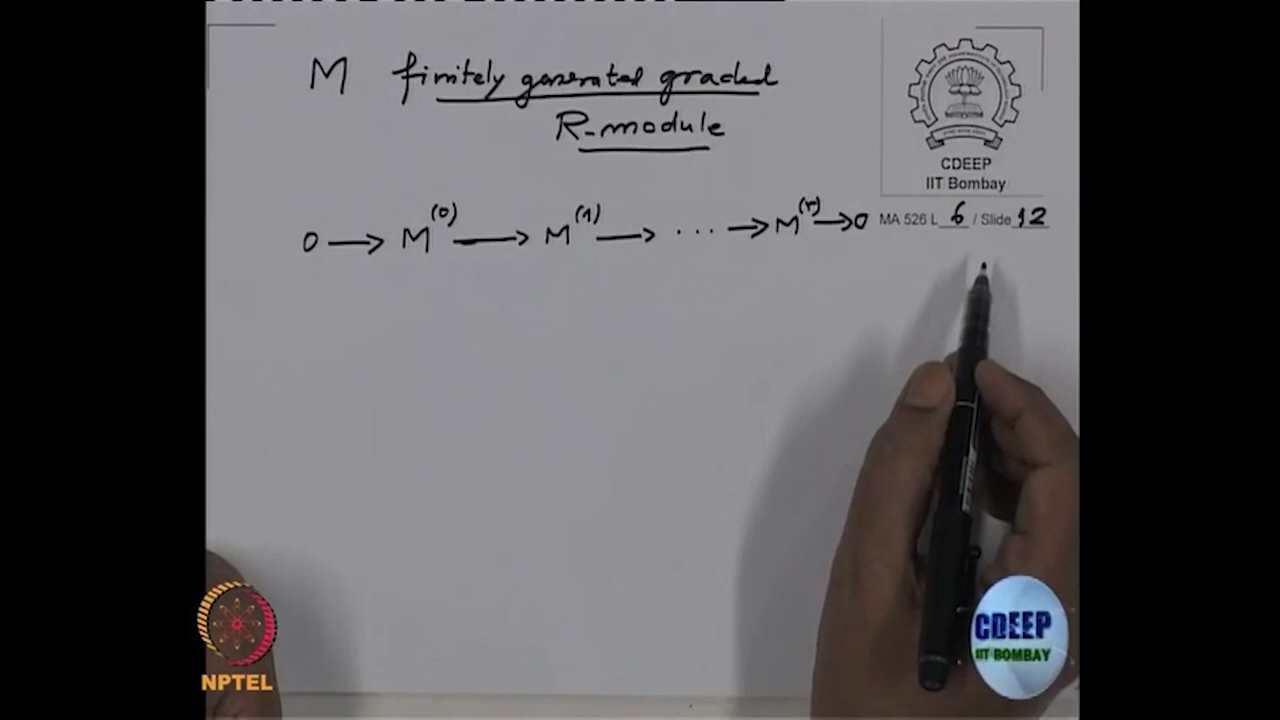 M finitely generated graded
R-module
0 → M^(0) → M^(1) → ... → M^(r) → 0
CDEEP
IIT Bombay
MA 526 L 6 / Slide 12
NPTEL
CDEEP
IIT BOMBAY